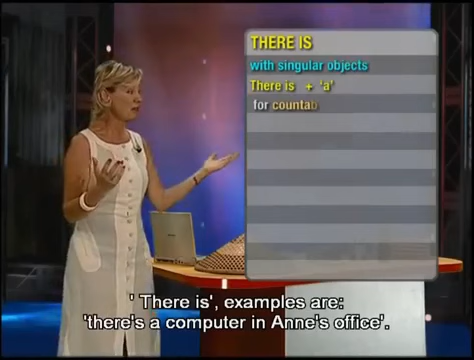 THERE IS
with singular objects
There is + 'a'
for countab
' There is', examples are:
'there's a computer in Anne's office'.